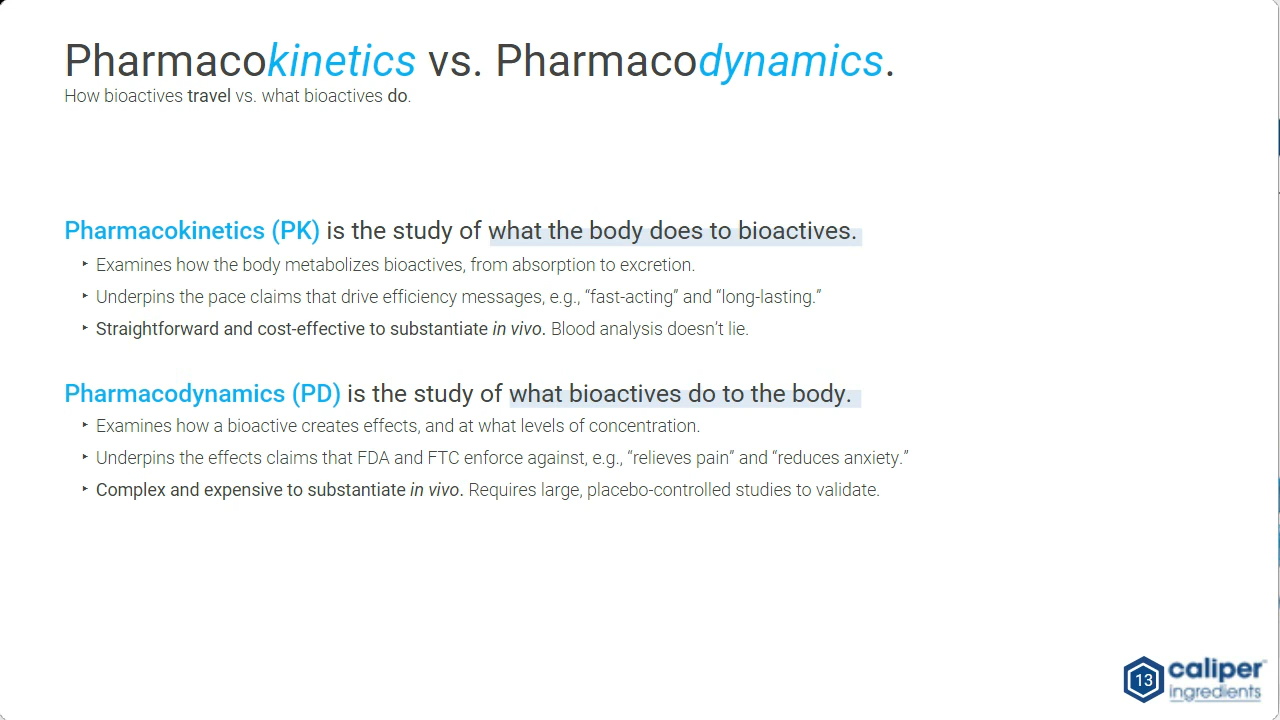 Pharmacokinetics vs. Pharmacodynamics.
How bioactives travel vs. what bioactives do.
Pharmacokinetics (PK) is the study of what the body does to bioactives.
‣ Examines how the body metabolizes bioactives, from absorption to excretion.
‣ Underpins the pace claims that drive efficiency messages, e.g., “fast-acting” and “long-lasting.”
‣ Straightforward and cost-effective to substantiate in vivo. Blood analysis doesn’t lie.
Pharmacodynamics (PD) is the study of what bioactives do to the body.
‣ Examines how a bioactive creates effects, and at what levels of concentration.
‣ Underpins the effects claims that FDA and FTC enforce against, e.g., “relieves pain” and “reduces anxiety.”
‣ Complex and expensive to substantiate in vivo. Requires large, placebo-controlled studies to validate.
13
caliper™
ingredients